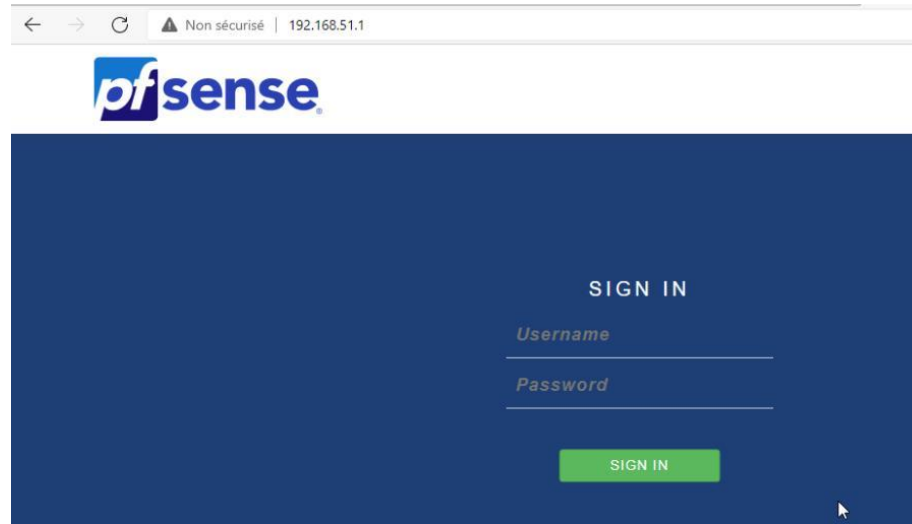 Non sécurisé | 192.168.51.1
pfsense®
SIGN IN
Username
Password
SIGN IN